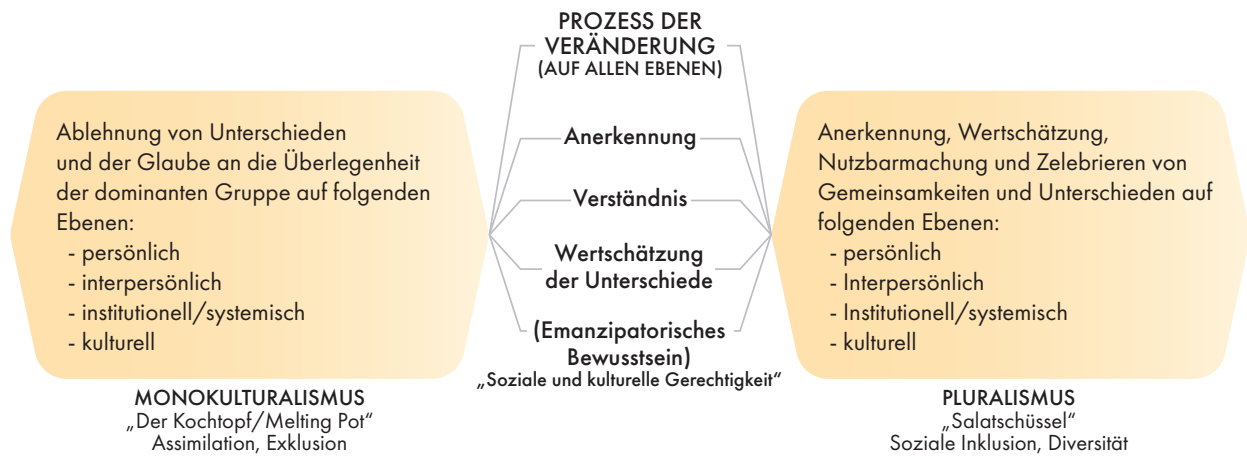 PROZESS DER
VERÄNDERUNG
(AUF ALLEN EBENEN)
Ablehnung von Unterschieden
und der Glaube an die Überlegenheit
der dominanten Gruppe auf folgenden
Ebenen:
- persönlich
- interpersönlich
- institutionell/systemisch
- kulturell
MONOKULTURALISMUS
„Der Kochtopf/Melting Pot“
Assimilation, Exklusion
Anerkennung
Verständnis
Wertschätzung
der Unterschiede
(Emanzipatorisches
Bewusstsein)
„Soziale und kulturelle Gerechtigkeit“
Anerkennung, Wertschätzung,
Nutzbarmachung und Zelebrieren von
Gemeinsamkeiten und Unterschieden auf
folgenden Ebenen:
- persönlich
- Interpersönlich
- Institutionell/systemisch
- kulturell
PLURALISMUS
„Salatschüssel“
Soziale Inklusion, Diversität